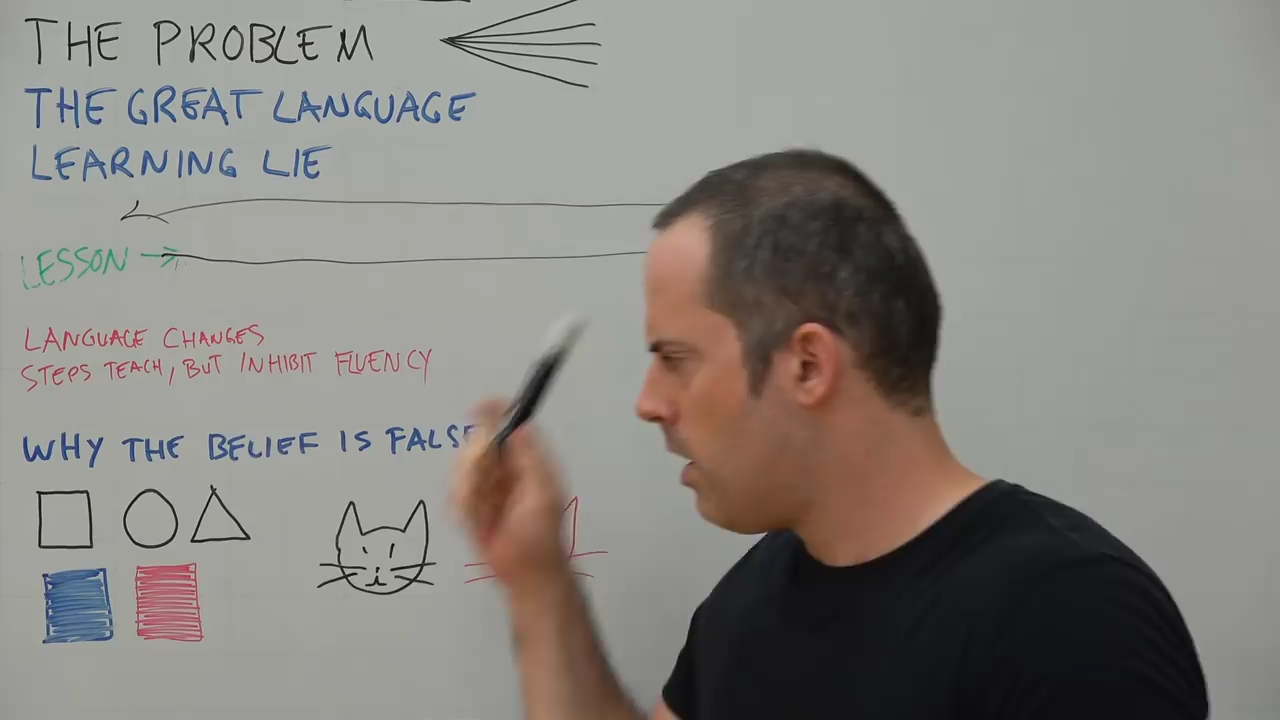 THE PROBLEM
THE GREAT LANGUAGE
LEARNING LIE
LESSON →
LANGUAGE CHANGES
STEPS TEACH, BUT INHIBIT FLUENCY
WHY THE BELIEF IS FALSE